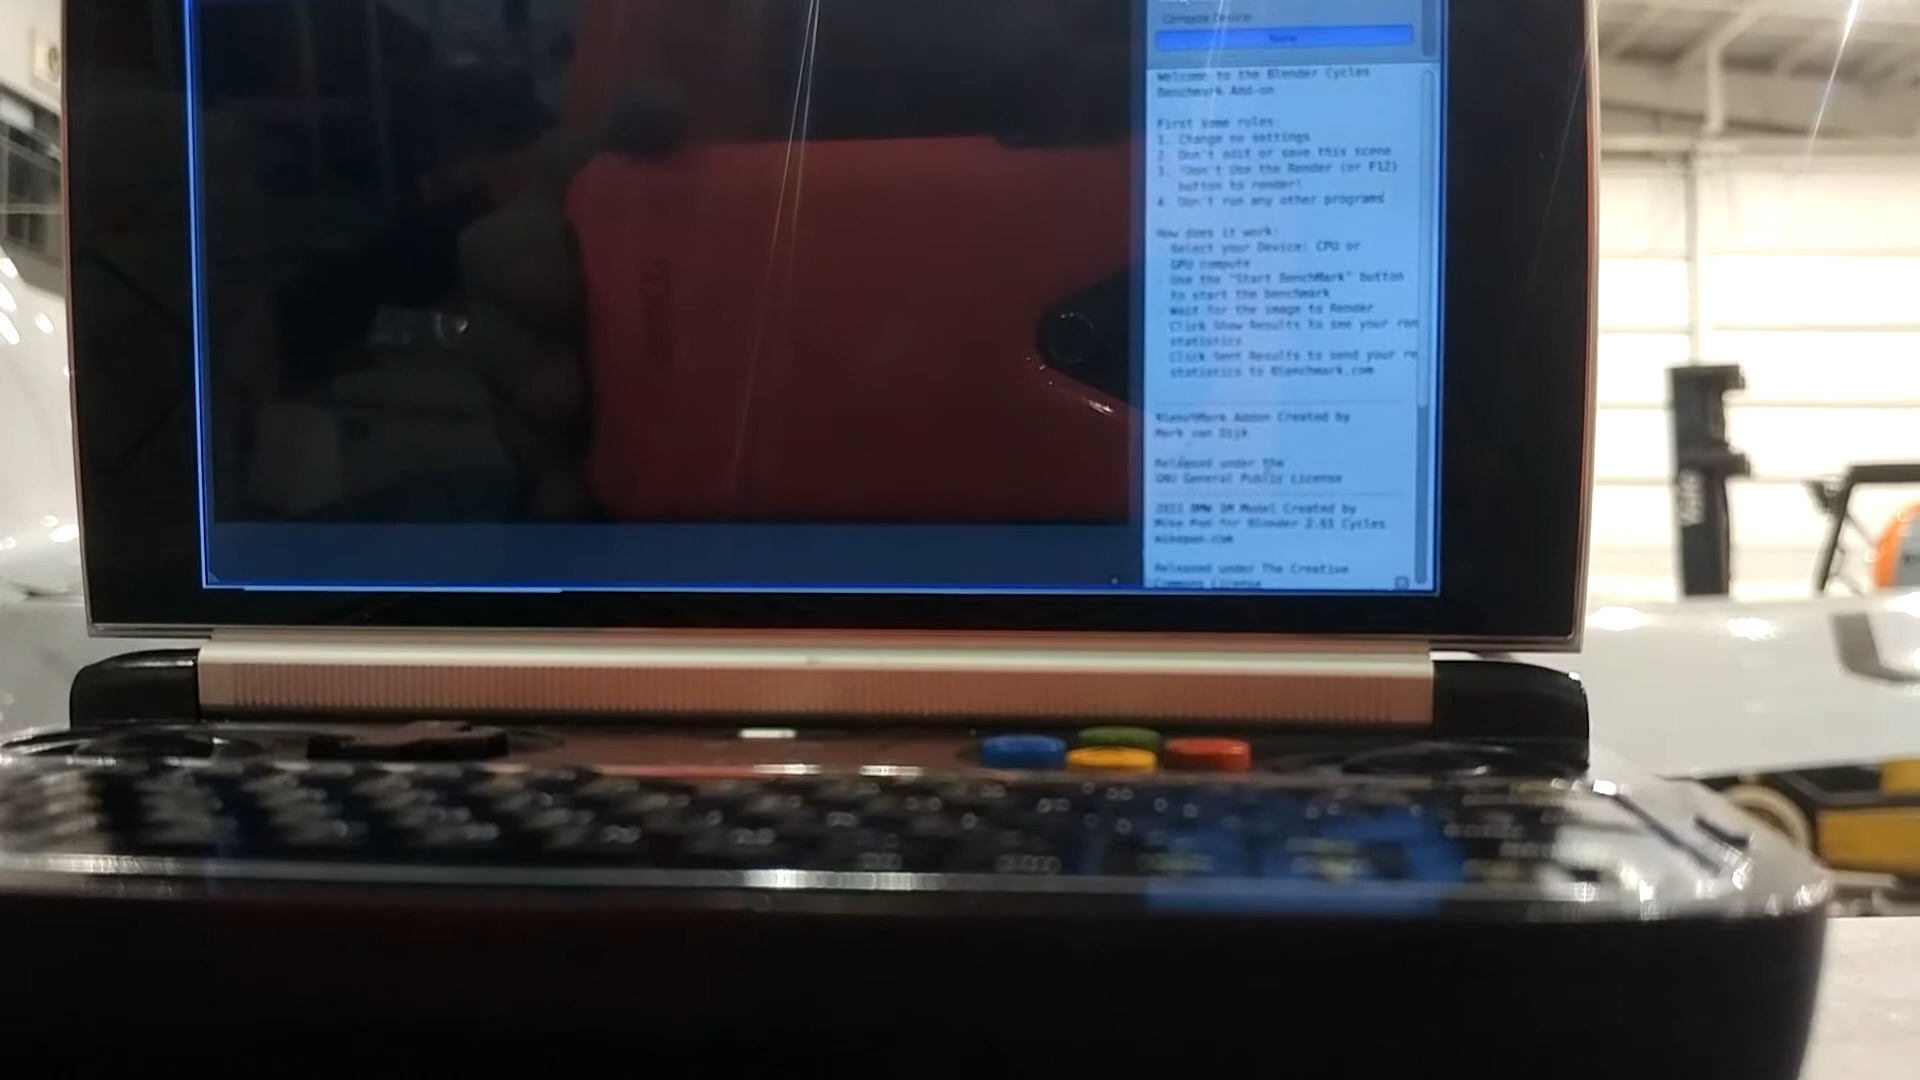 Compute Device:
None
Welcome to the Blender Cycles
Benchmark Add-on
First some rules:
1. Change no settings
2. Don't edit or save this scene
3. !Don't Use the Render (or F12)
button to render!
4. Don't run any other programs
How does it work:
Select your Device: CPU or
GPU compute
Use the "Start BenchMark" button
to start the benchmark
Wait for the image to Render
Click Show Results to see your ren
statistics
Click Sent Results to send your re
statistics to Blenchmark.com
BlenchMark Addon Created by
Mark van Dijk
Released under the
GNU General Public License
BMW 1M Model Created by
Mike Pan for Blender 2.61 Cycles
mikepan.com
Released under The Creative
Commons License